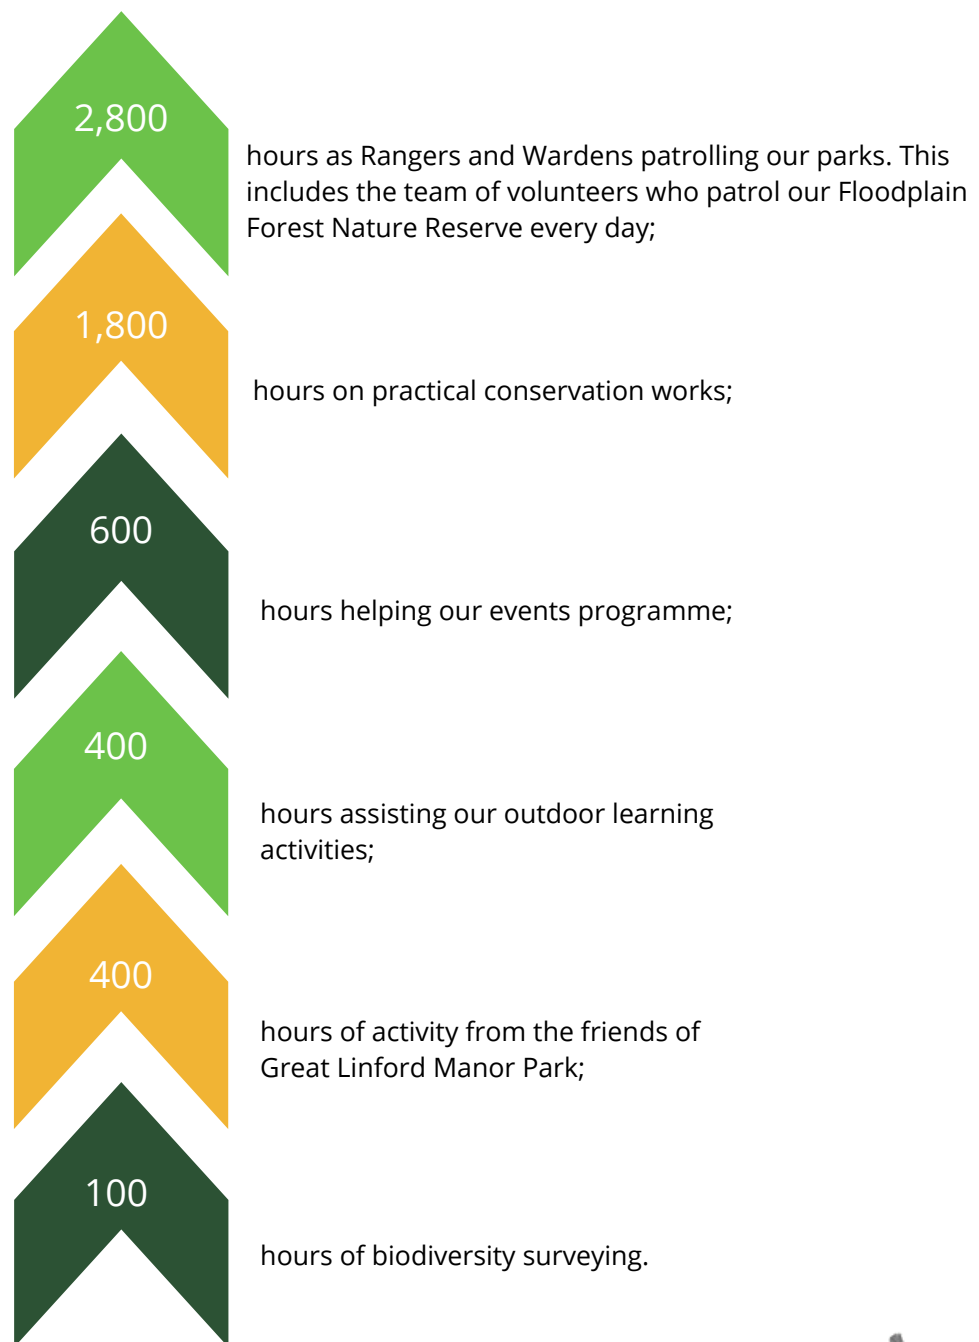 2,800
hours as Rangers and Wardens patrolling our parks. This
includes the team of volunteers who patrol our Floodplain
Forest Nature Reserve every day;
1,800
hours on practical conservation works;
600
hours helping our events programme;
400
hours assisting our outdoor learning
activities;
400
hours of activity from the friends of
Great Linford Manor Park;
100
hours of biodiversity surveying.